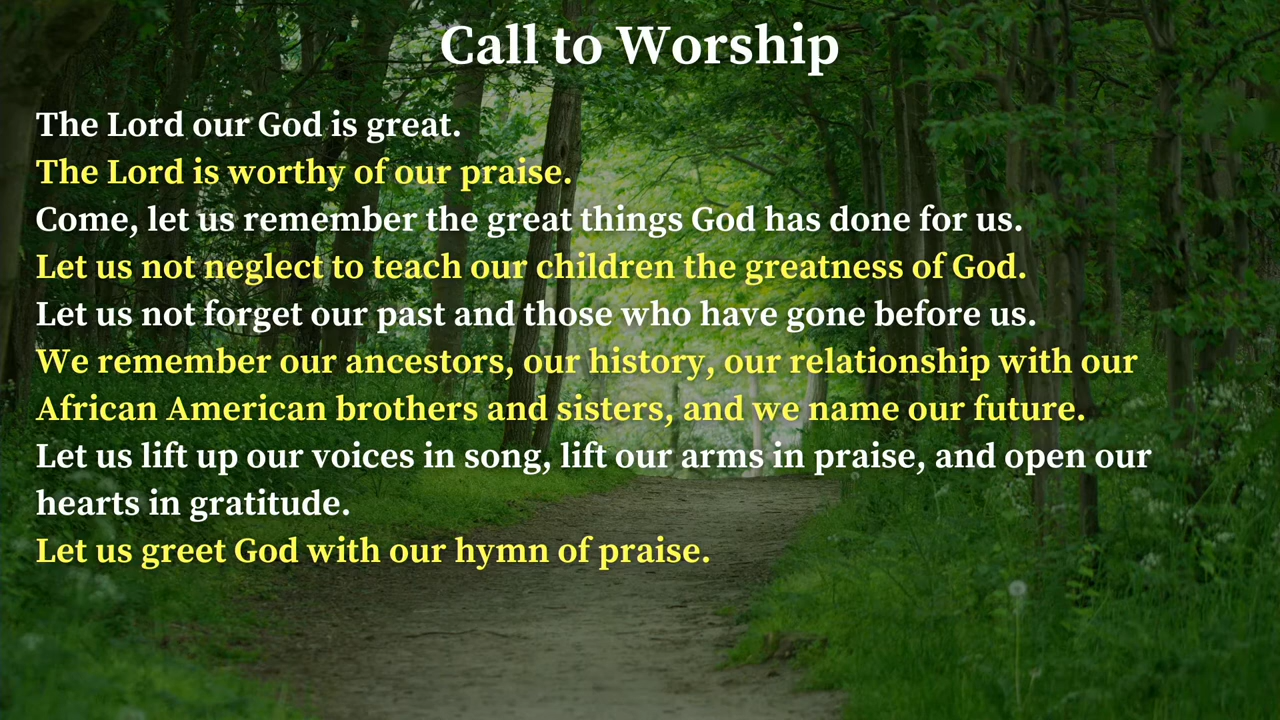 Call to Worship
The Lord our God is great.
The Lord is worthy of our praise.
Come, let us remember the great things God has done for us.
Let us not neglect to teach our children the greatness of God.
Let us not forget our past and those who have gone before us.
We remember our ancestors, our history, our relationship with our
African American brothers and sisters, and we name our future.
Let us lift up our voices in song, lift our arms in praise, and open our
hearts in gratitude.
Let us greet God with our hymn of praise.